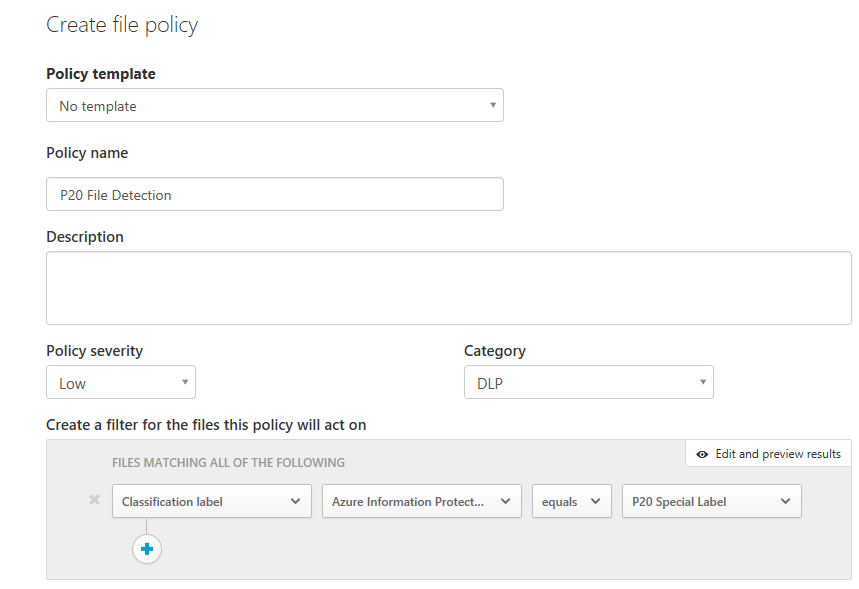 Create file policy
Policy template
No template
Policy name
P20 File Detection
Description
Policy severity Category
Low DLP
Create a filter for the files this policy will act on
Edit and preview results
FILES MATCHING ALL OF THE FOLLOWING
Classification label Azure Information Protect... equals P20 Special Label